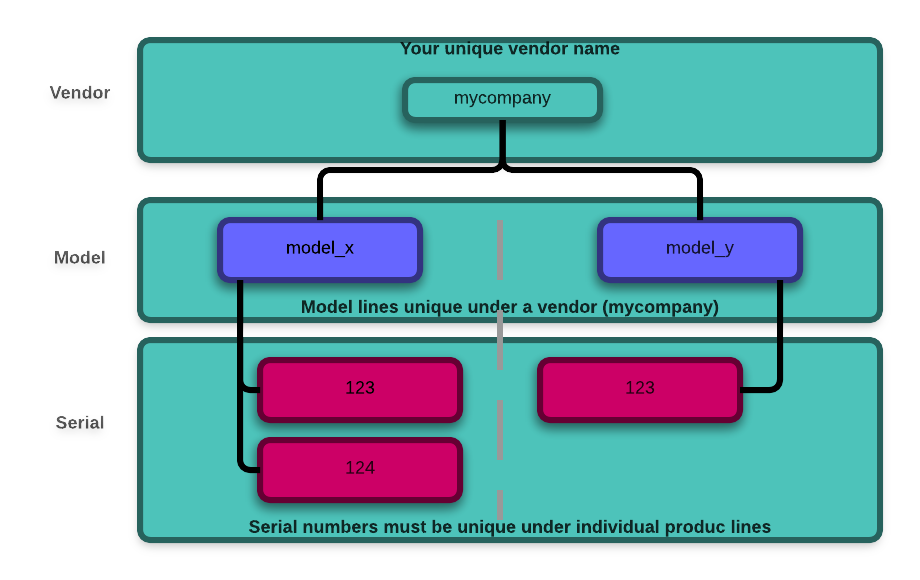 Your unique vendor name
Vendor
mycompany
Model
model_x
model_y
Model lines unique under a vendor (mycompany)
Serial
123
123
124
Serial numbers must be unique under individual produc lines